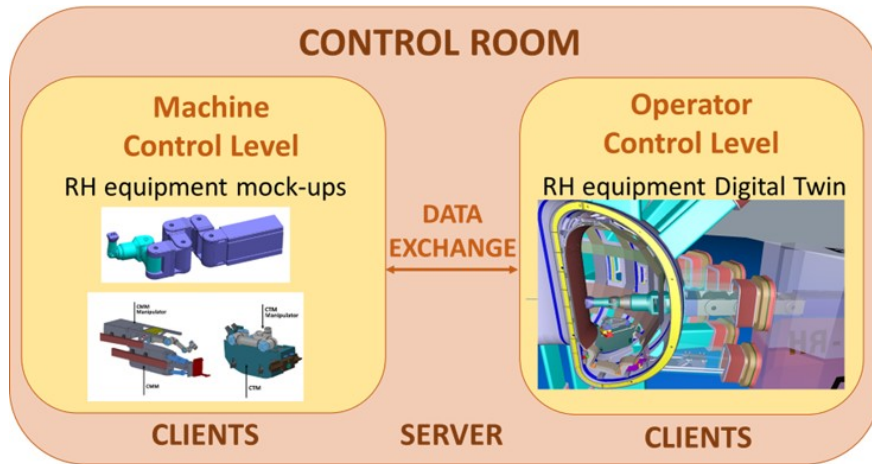 CONTROL ROOM
Machine
Control Level
RH equipment mock-ups
CMM
Manipulator
CTM
Manipulator
CMM
CTM
DATA
EXCHANGE
Operator
Control Level
RH equipment Digital Twin
RH
CLIENTS
SERVER
CLIENTS